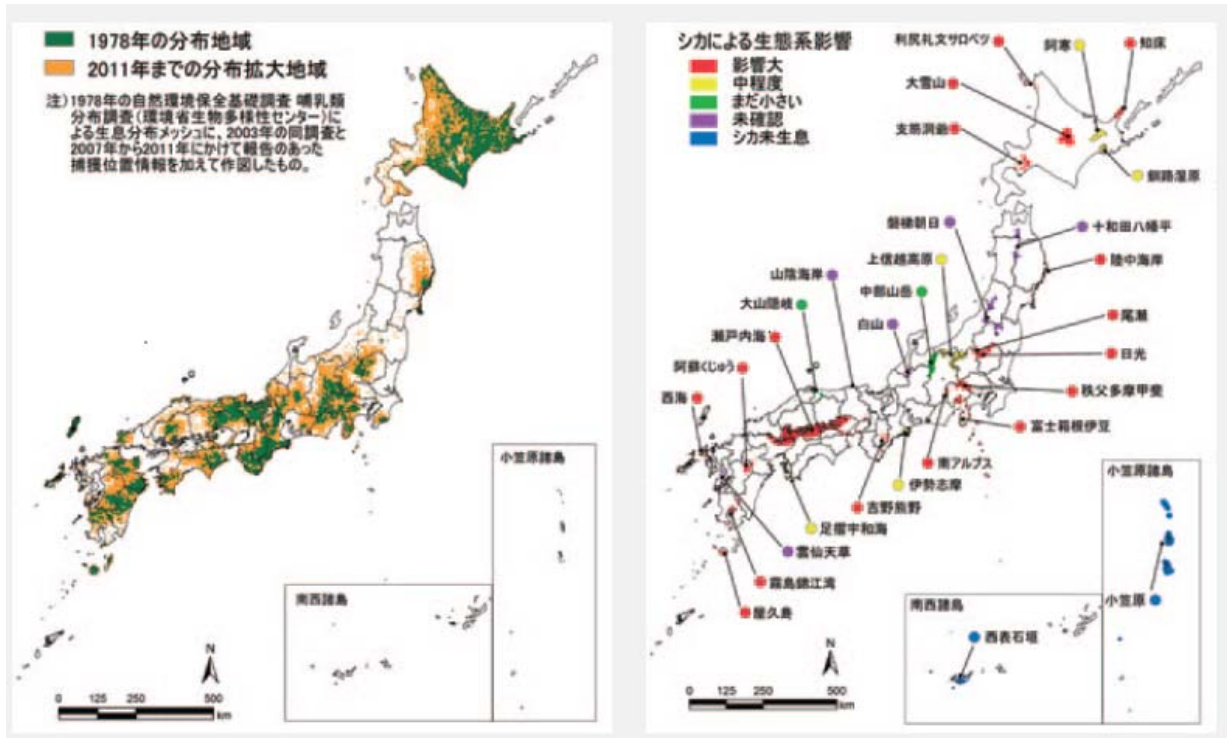 1978年の分布地域
2011年までの分布拡大地域
注）1978年の自然環境保全基礎調査 哺乳類
分布調査（環境省生物多様性センター）に
よる生息分布メッシュに、2003年の同調査と
2007年から2011年にかけて報告のあった
捕獲位置情報を加えて作図したもの。
小笠原諸島
南西諸島
N
0 125 250 500
km
シカによる生態系影響
影響大
中程度
まだ小さい
未確認
シカ未生息
利尻礼文サロベツ
阿寒
知床
大雪山
支笏洞爺
釧路湿原
磐梯朝日
十和田八幡平
上信越高原
陸中海岸
山陰海岸
中部山岳
大山隠岐
尾瀬
白山
瀬戸内海
日光
阿蘇くじゅう
秩父多摩甲斐
西海
富士箱根伊豆
南アルプス
伊勢志摩
吉野熊野
足摺宇和海
雲仙天草
霧島錦江湾
屋久島
小笠原諸島
小笠原
南西諸島
西表石垣
N
0 125 250 500
km